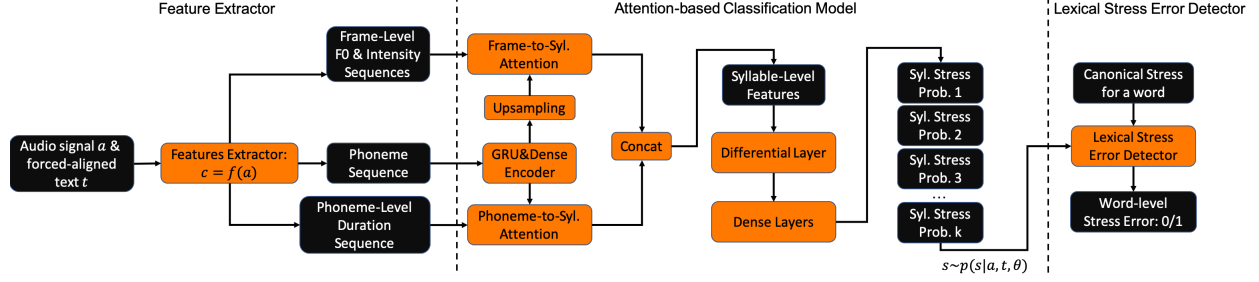 Feature Extractor
Attention-based Classification Model
Lexical Stress Error Detector
Audio signal a &
forced-aligned
text t
Features Extractor:
c = f(a)
Frame-Level
F0 & Intensity
Sequences
Phoneme
Sequence
Phoneme-Level
Duration
Sequence
Frame-to-Syl.
Attention
Upsampling
GRU&Dense
Encoder
Phoneme-to-Syl.
Attention
Concat
Syllable-Level
Features
Differential Layer
Dense Layers
Syl. Stress
Prob. 1
Syl. Stress
Prob. 2
Syl. Stress
Prob. 3
...
Syl. Stress
Prob. k
s~p(s|a, t, θ)
Canonical Stress
for a word
Lexical Stress
Error Detector
Word-level
Stress Error: 0/1